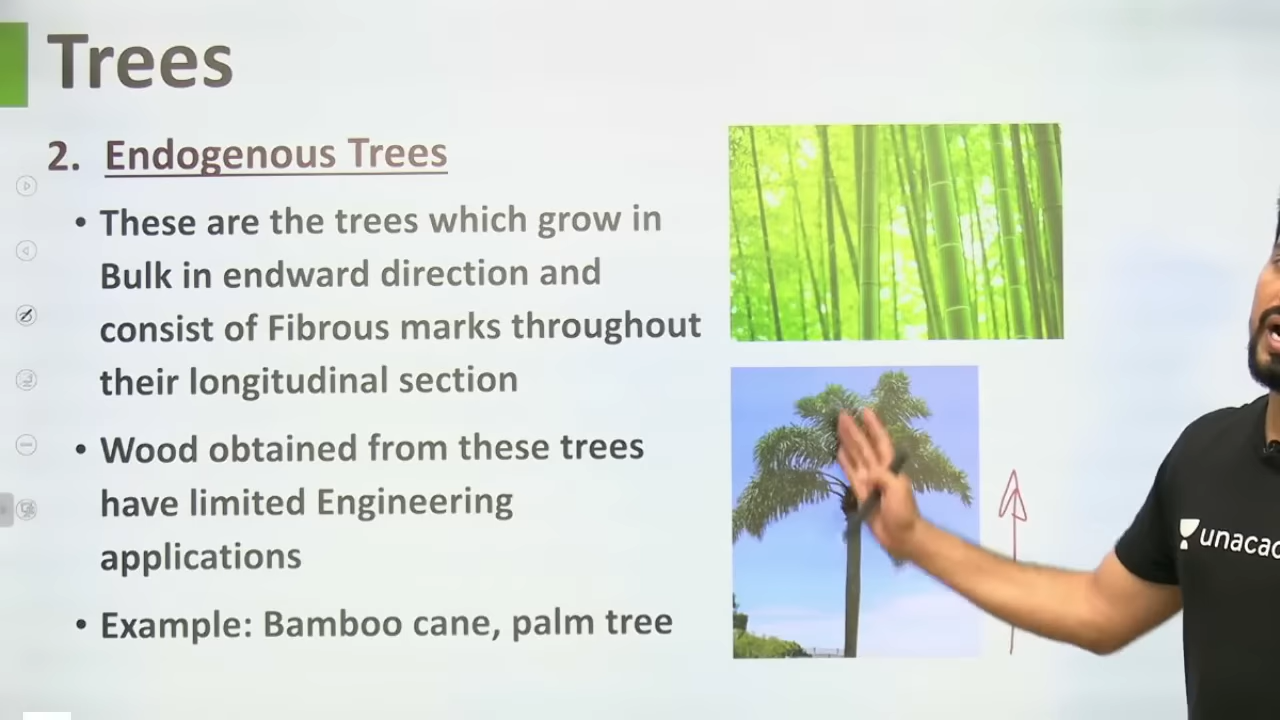 Trees
2. Endogenous Trees
• These are the trees which grow in
Bulk in endward direction and
consist of Fibrous marks throughout
their longitudinal section
• Wood obtained from these trees
have limited Engineering
applications
• Example: Bamboo cane, palm tree
unacad